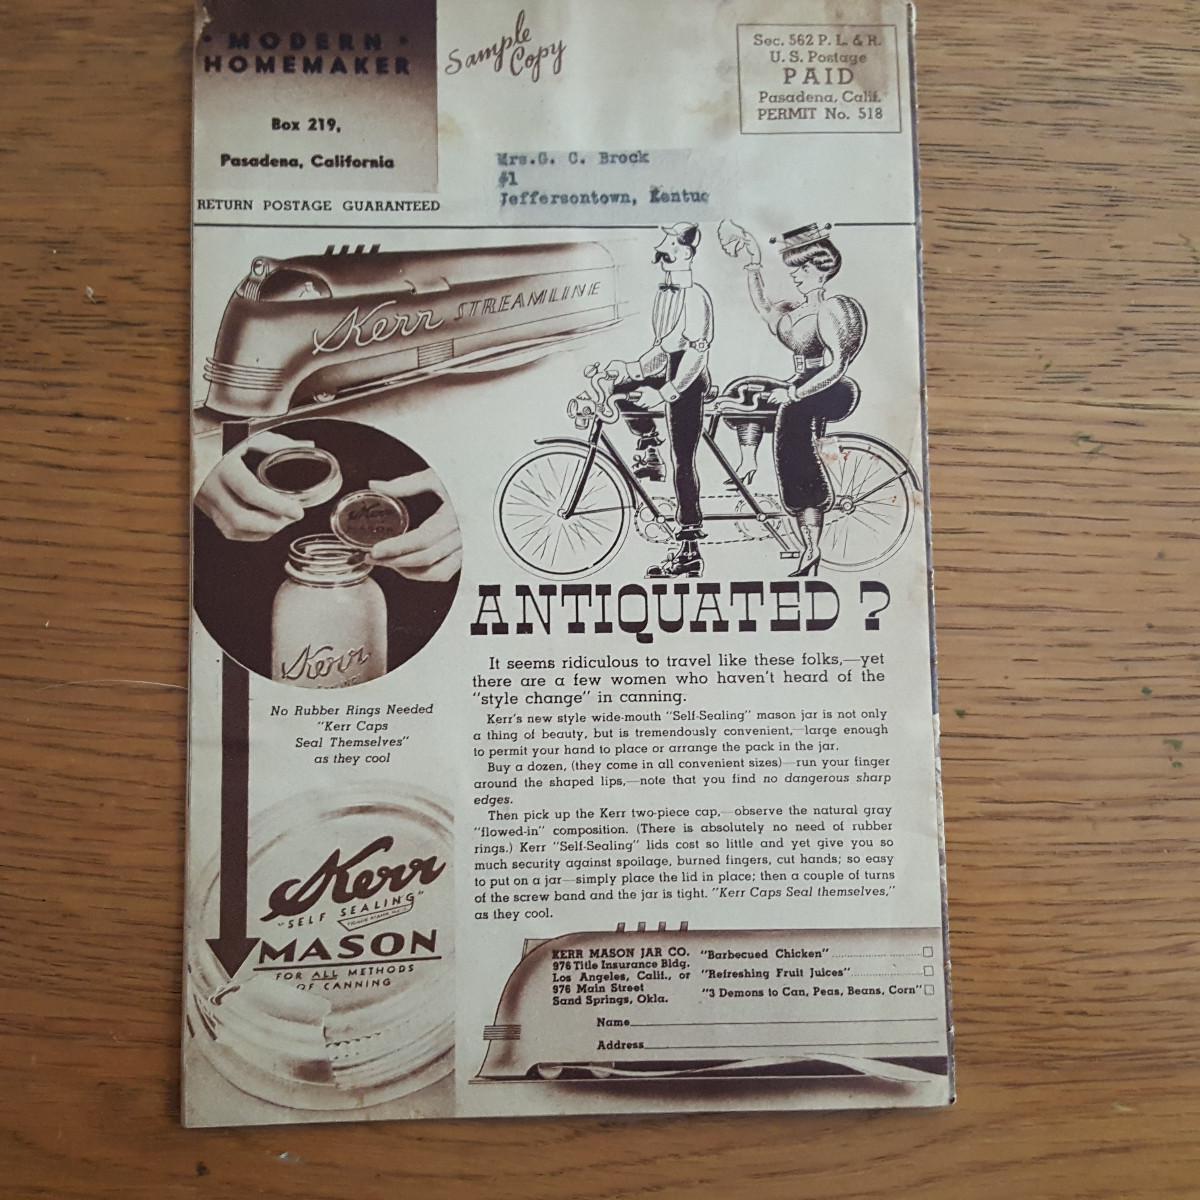 • MODERN •
HOMEMAKER
Box 219,
Pasadena, California
RETURN POSTAGE GUARANTEED
Sample
Copy
Sec. 562 P. L. & R.
U. S. Postage
PAID
Pasadena, Calif.
PERMIT No. 518
Mrs.G. C. Brock
#1
Jeffersontown, Kentuc
Kerr STREAMLINE
Kerr
MASON
Kerr
No Rubber Rings Needed
"Kerr Caps
Seal Themselves"
as they cool
Kerr
"SELF SEALING"
MASON
FOR ALL METHODS
OF CANNING
ANTIQUATED ?
It seems ridiculous to travel like these folks,—yet
there are a few women who haven't heard of the
"style change" in canning.
Kerr's new style wide-mouth "Self-Sealing" mason jar is not only
a thing of beauty, but is tremendously convenient,—large enough
to permit your hand to place or arrange the pack in the jar.
Buy a dozen, (they come in all convenient sizes)—run your finger
around the shaped lips,—note that you find no dangerous sharp
edges.
Then pick up the Kerr two-piece cap,—observe the natural gray
"flowed-in" composition. (There is absolutely no need of rubber
rings.) Kerr "Self-Sealing" lids cost so little and yet give you so
much security against spoilage, burned fingers, cut hands; so easy
to put on a jar—simply place the lid in place; then a couple of turns
of the screw band and the jar is tight. "Kerr Caps Seal themselves,"
as they cool.
KERR MASON JAR CO.
976 Title Insurance Bldg.
Los Angeles, Calif., or
976 Main Street
Sand Springs, Okla.
"Barbecued Chicken" ........................ □
"Refreshing Fruit Juices"................... □
"3 Demons to Can, Peas, Beans, Corn" □
Name
Address